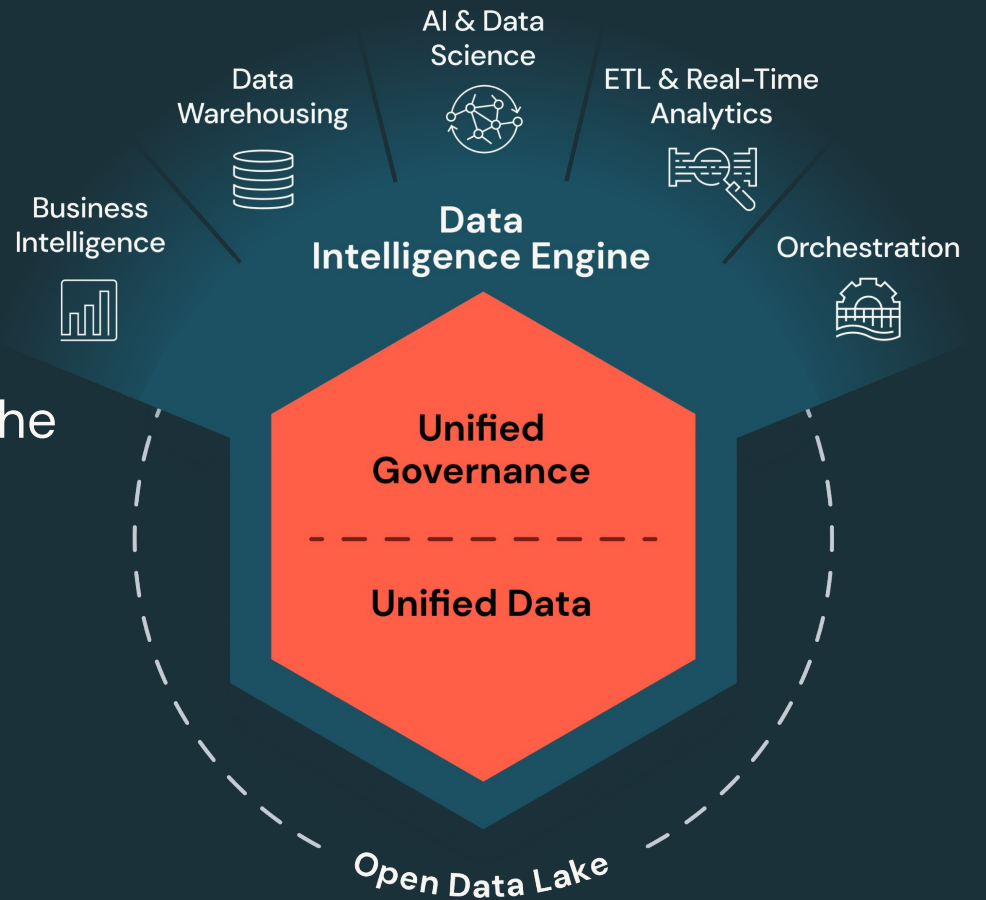 AI & Data
Science
Data
Warehousing
ETL & Real-Time
Analytics
Business
Intelligence
Orchestration
Data
Intelligence Engine
he
Unified
Governance
Unified Data
Open Data Lake